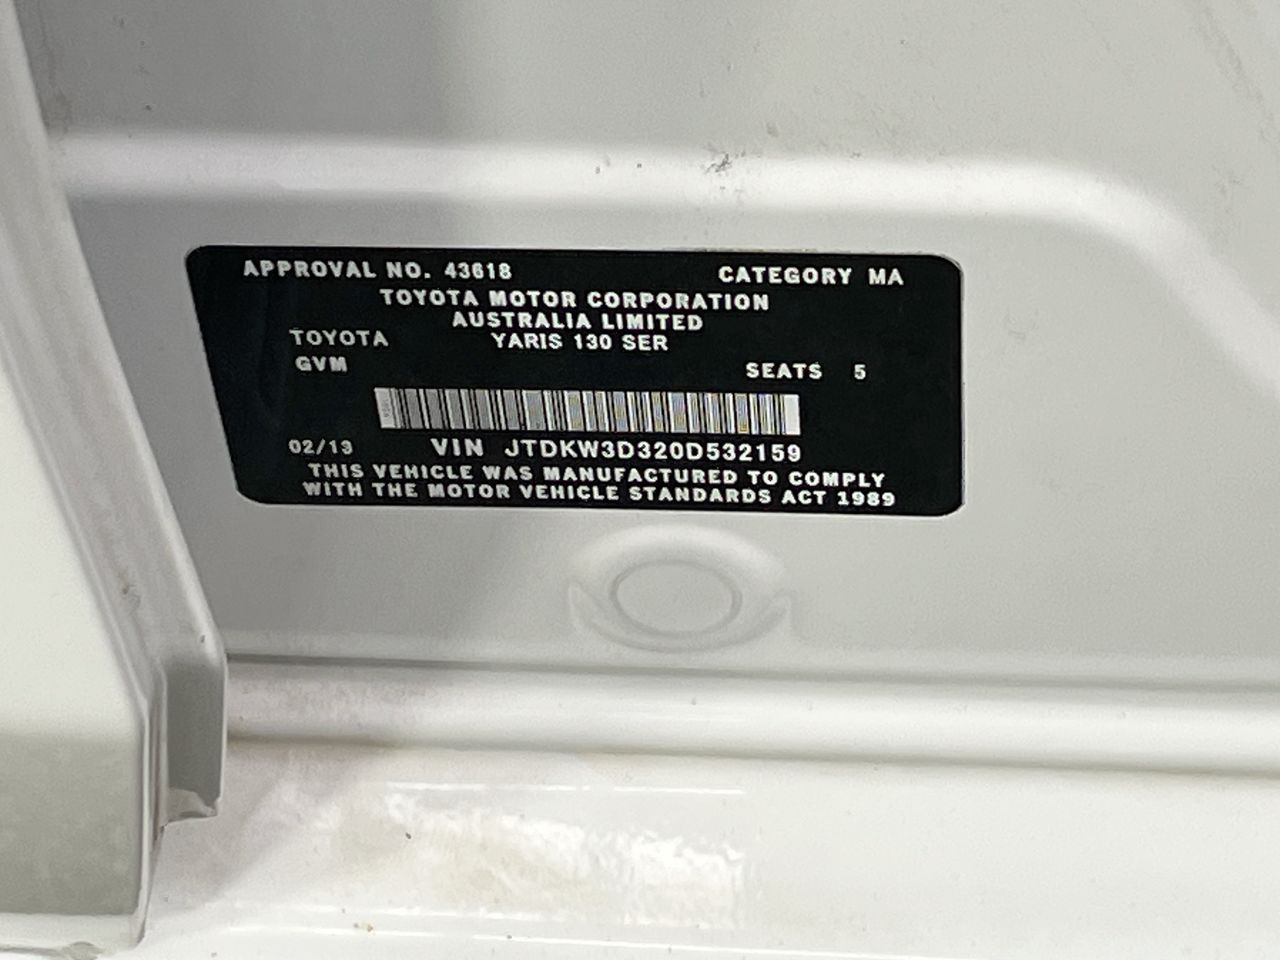 APPROVAL NO. 43618 CATEGORY MA
TOYOTA MOTOR CORPORATION
AUSTRALIA LIMITED
TOYOTA YARIS 130 SER
GVM SEATS 5
02/13 VIN JTDKW3D320D532159
THIS VEHICLE WAS MANUFACTURED TO COMPLY
WITH THE MOTOR VEHICLE STANDARDS ACT 1989